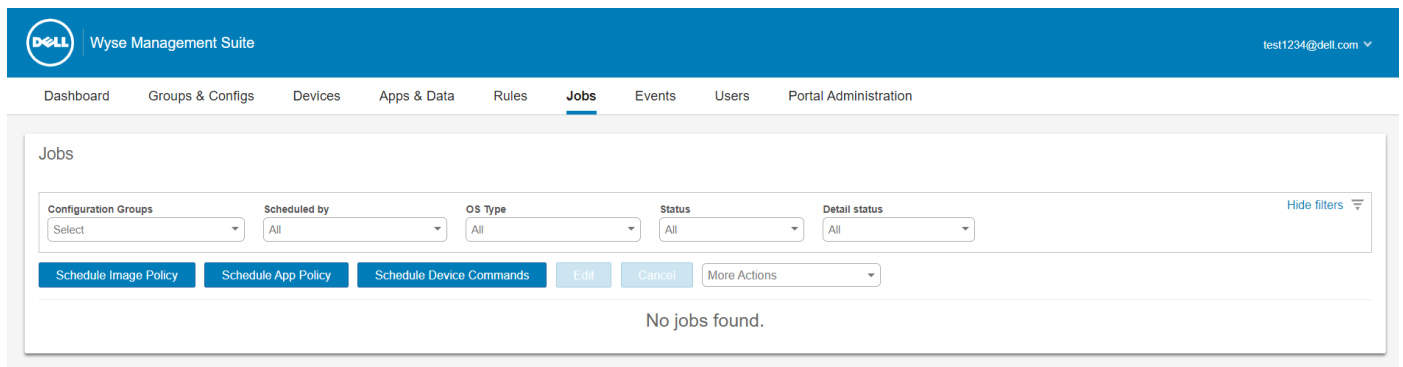 DELL Wyse Management Suite test1234@dell.com
Dashboard Groups & Configs Devices Apps & Data Rules Jobs Events Users Portal Administration
Jobs
Configuration Groups Scheduled by OS Type Status Detail status Hide filters
Select All All All All
Schedule Image Policy Schedule App Policy Schedule Device Commands Edit Cancel More Actions
No jobs found.